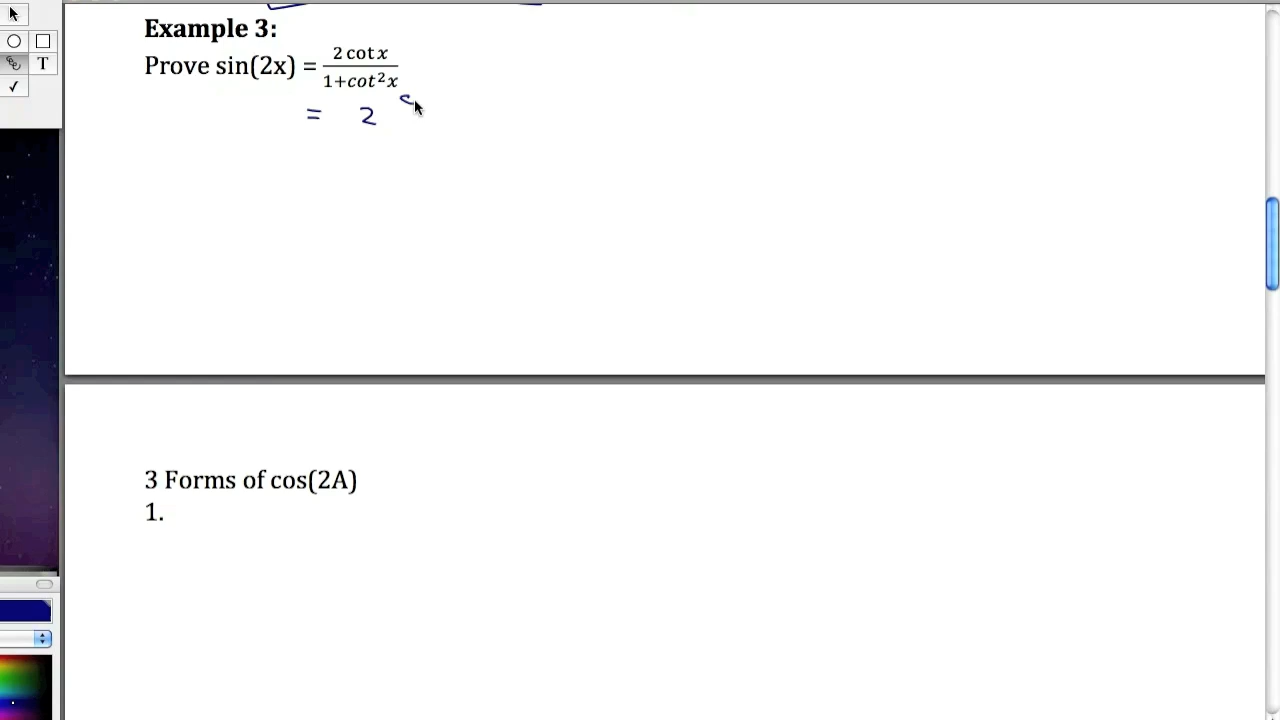 Example 3:
Prove sin(2x) = 2 cot x / 1+cot²x
= 2
3 Forms of cos(2A)
1.
T